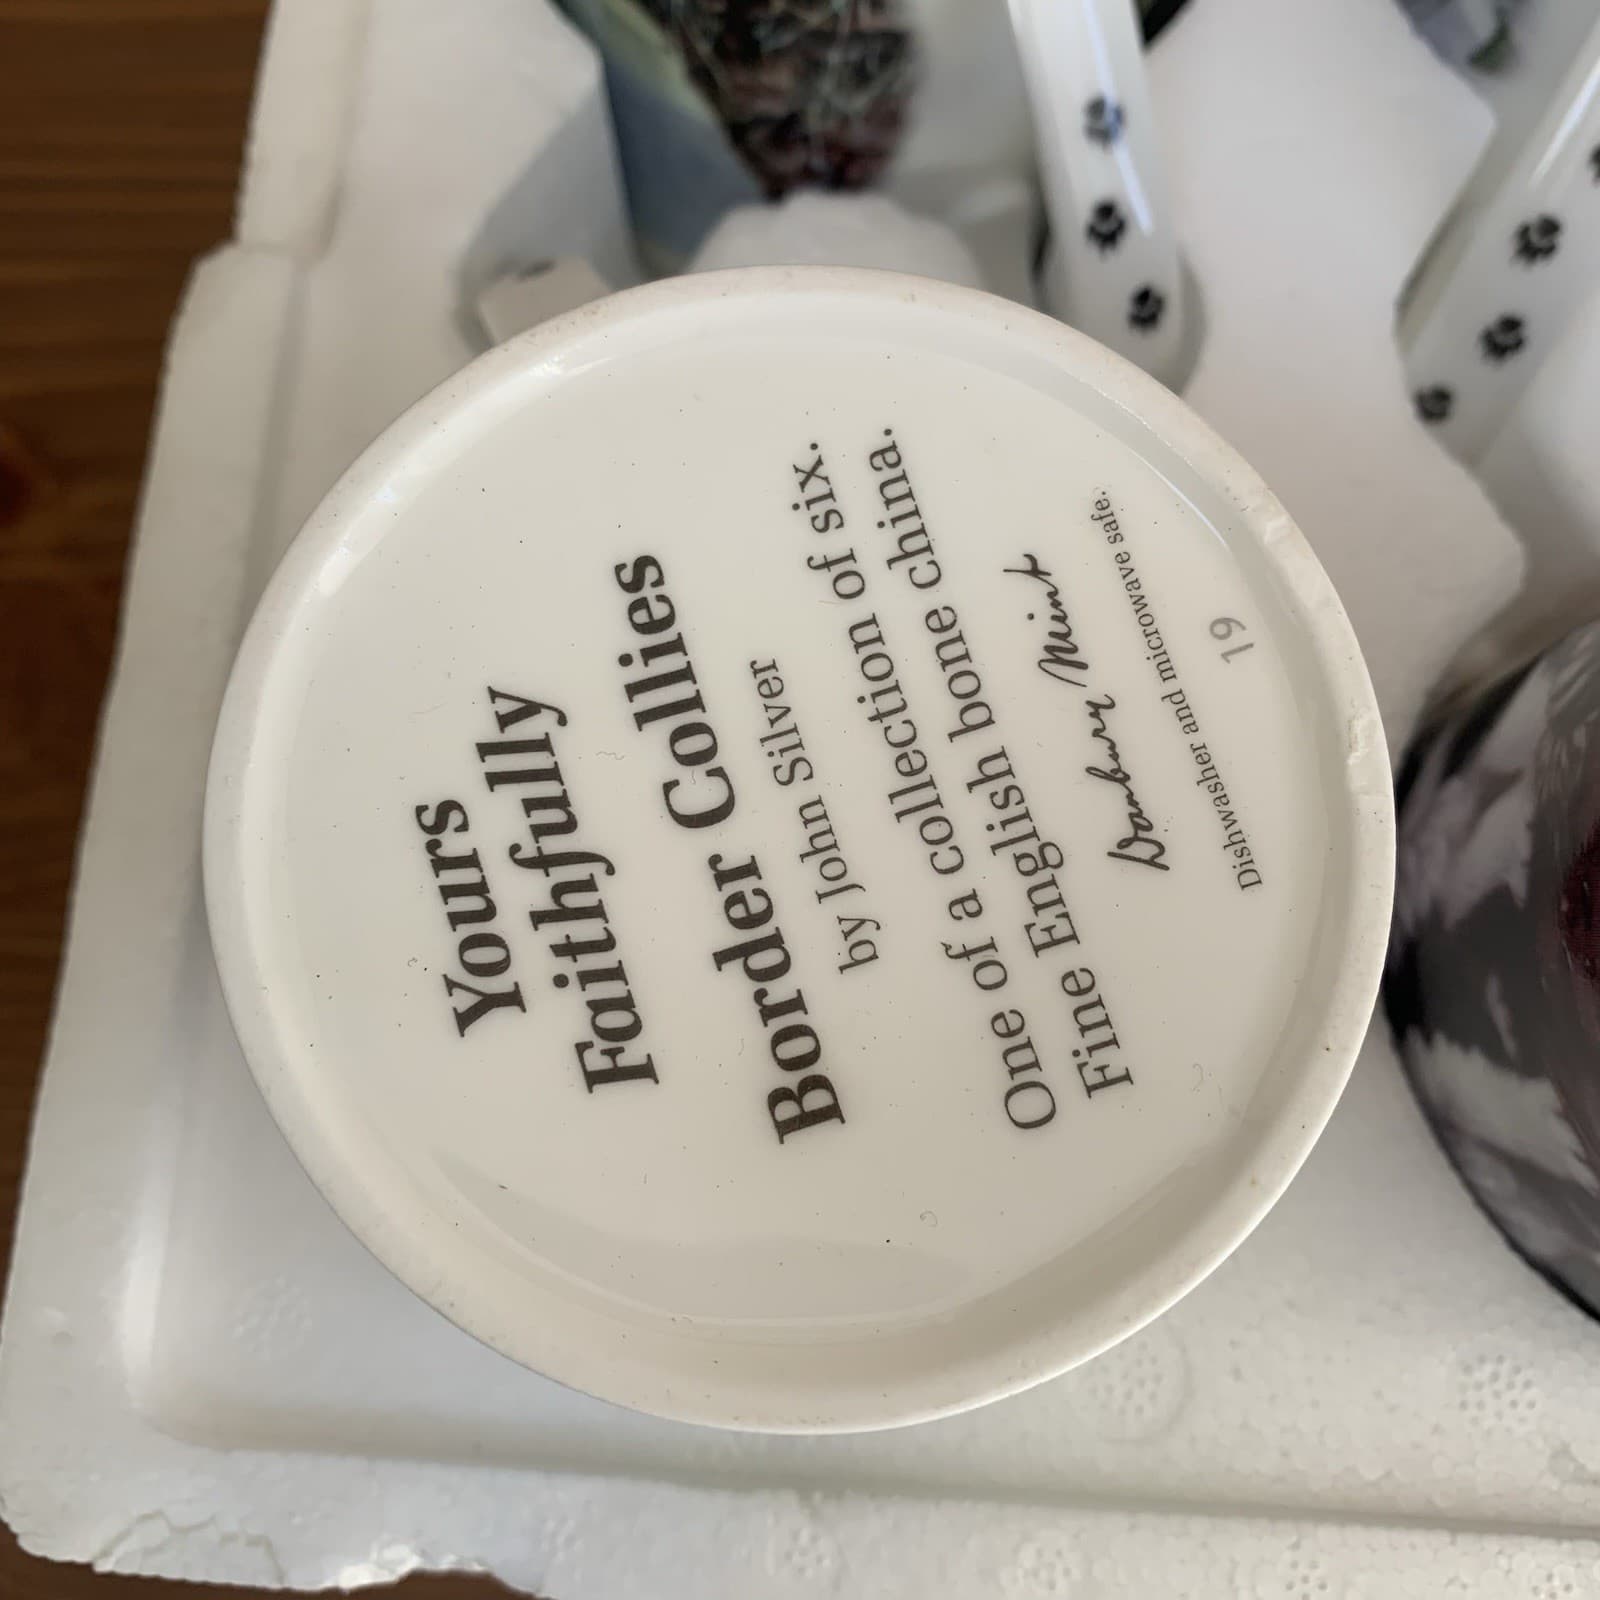 Yours
Faithfully
Border Collies
by John Silver
One of a collection of six.
Fine English bone china.
Danbury Mint
Dishwasher and microwave safe.
19